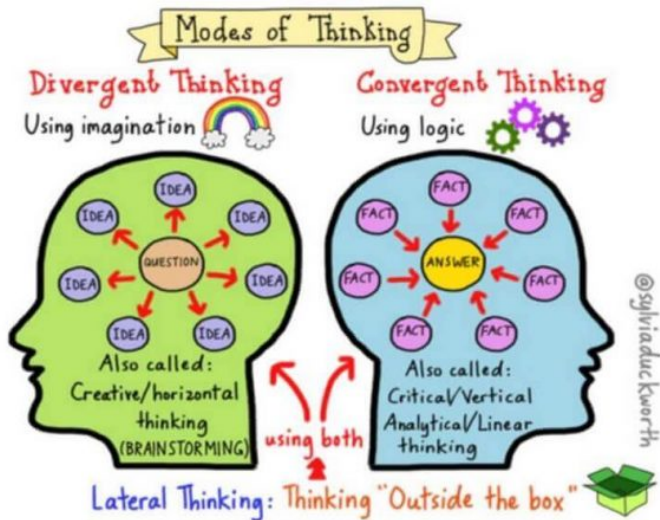 Modes of Thinking
Divergent Thinking
Using imagination
IDEA
IDEA
IDEA
IDEA
IDEA
IDEA
IDEA
QUESTION
Also called:
Creative/horizontal
thinking
(BRAINSTORMING)
Convergent Thinking
Using logic
FACT
FACT
FACT
FACT
FACT
FACT
FACT
ANSWER
Also called:
Critical/Vertical
Analytical/Linear
thinking
using both
Lateral Thinking: Thinking "Outside the box"
@sylviaduckworth